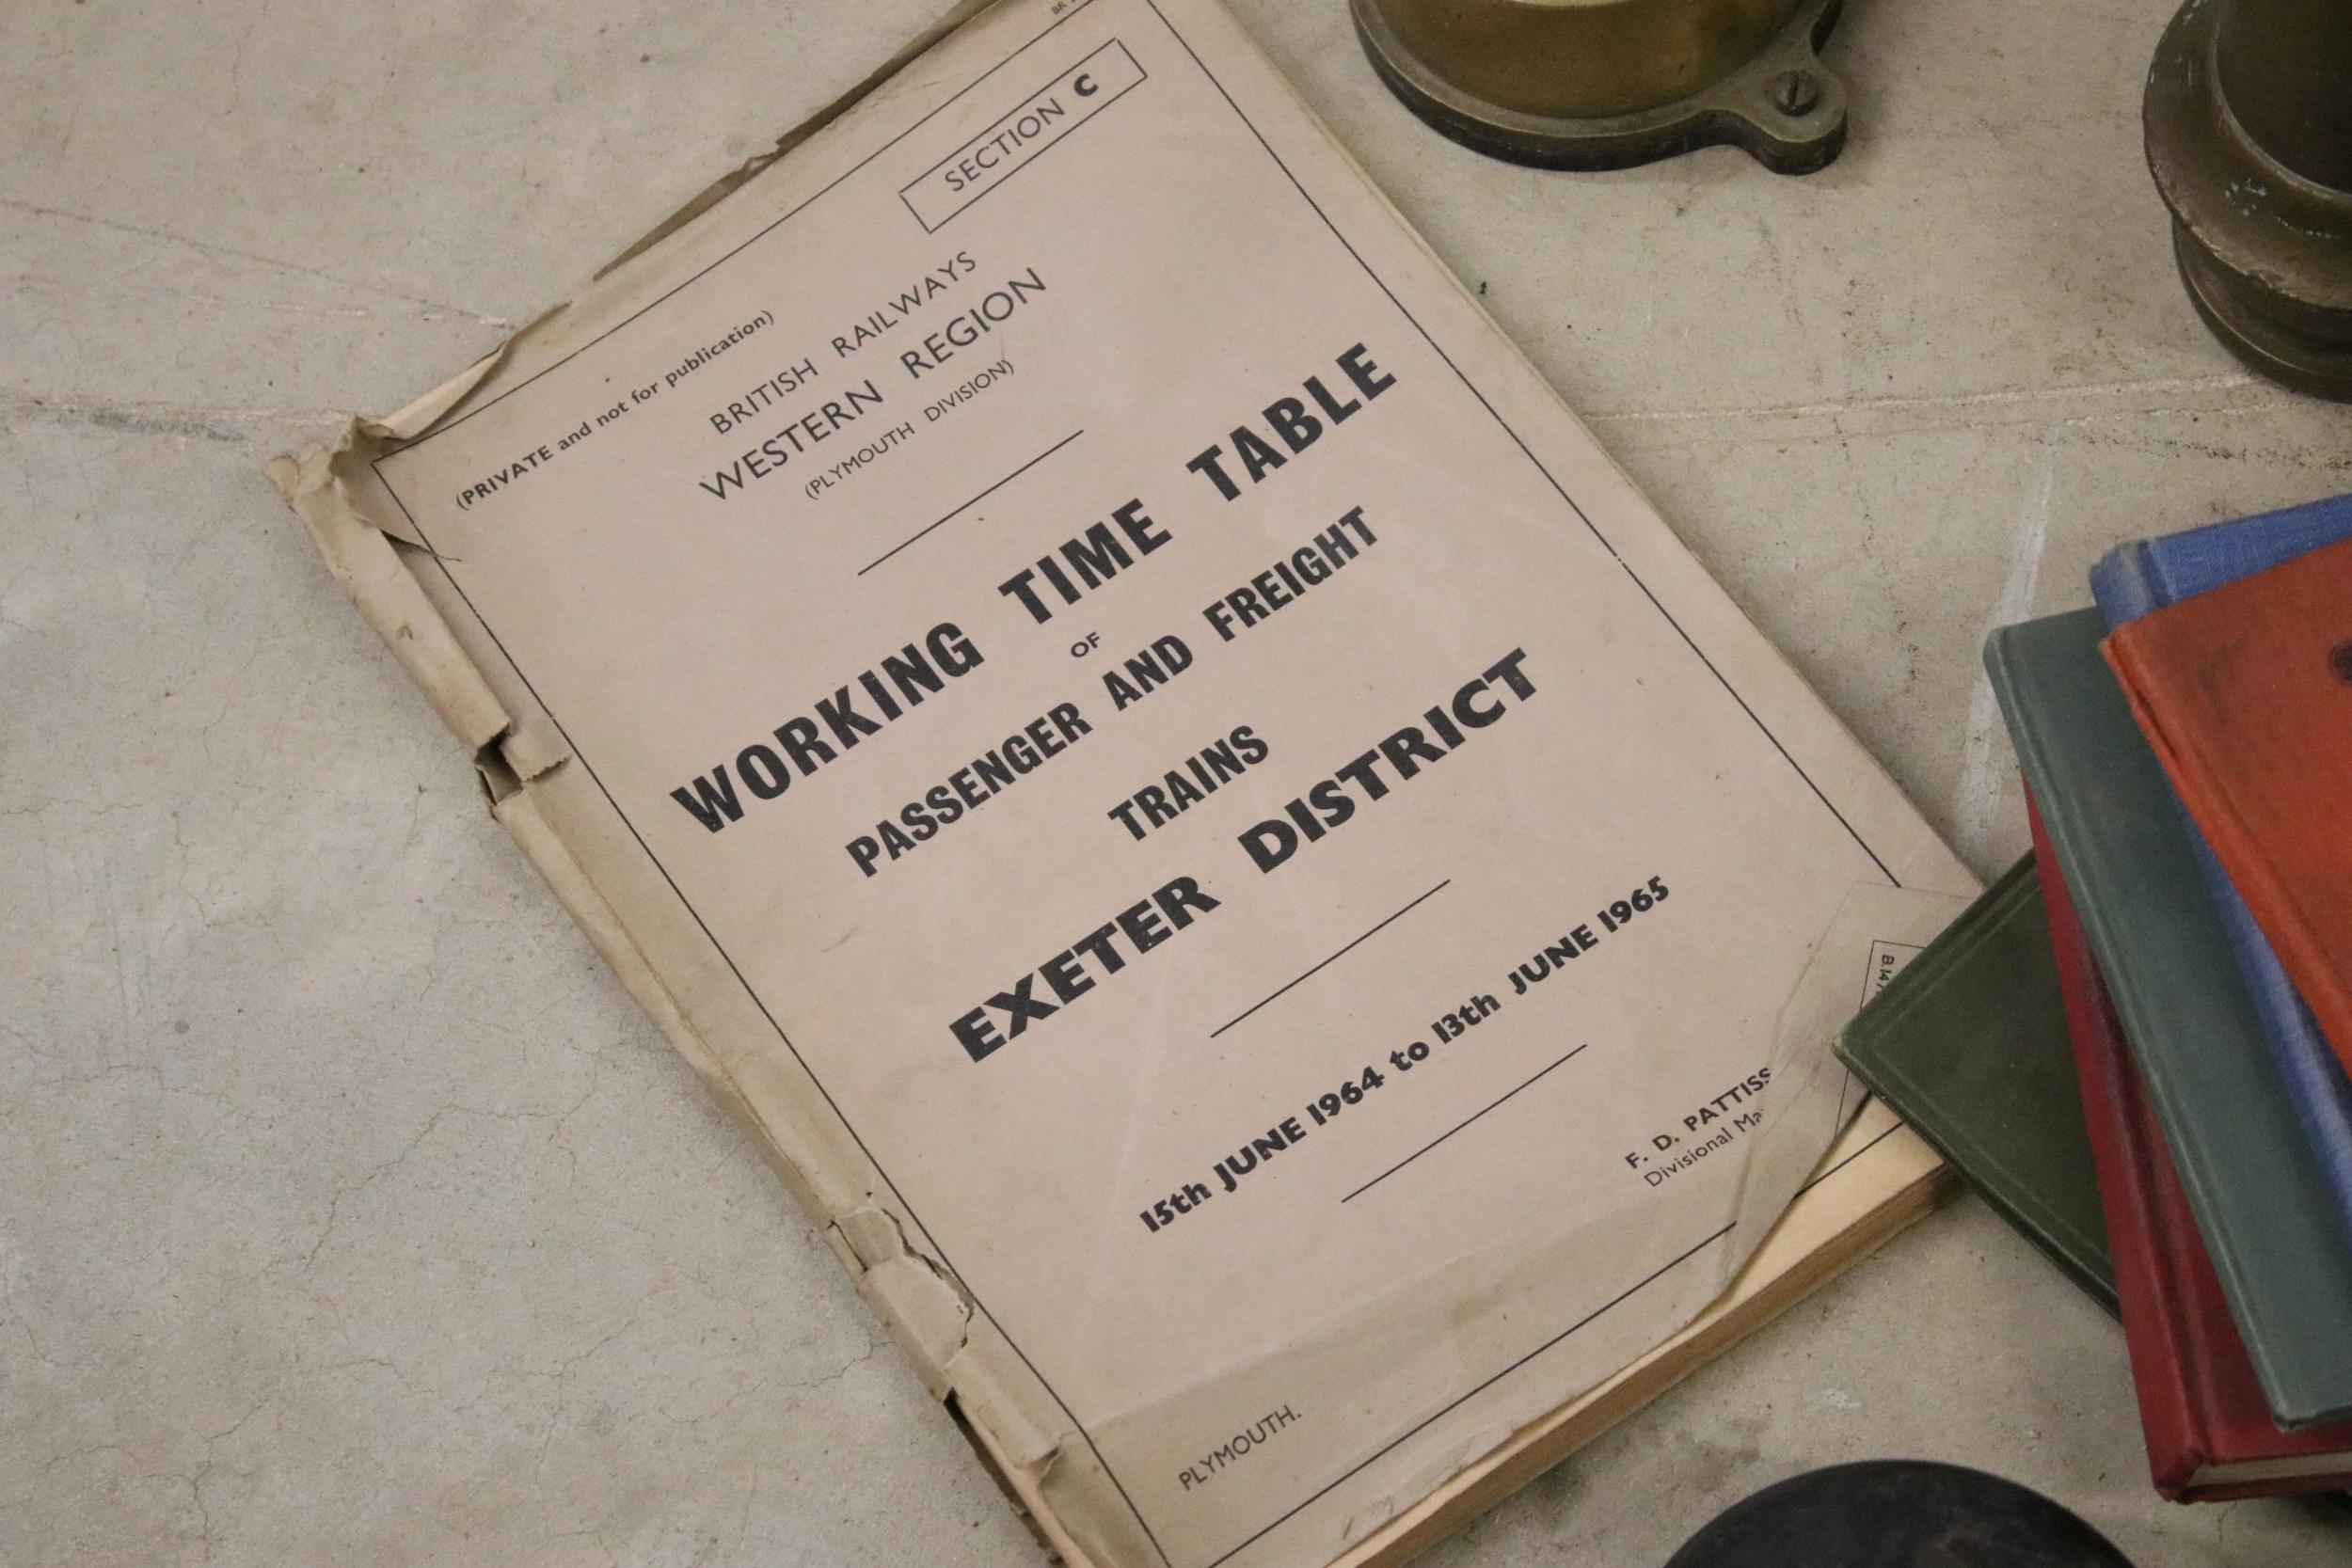 SECTION C
(PRIVATE and not for publication)
BRITISH RAILWAYS
WESTERN REGION
(PLYMOUTH DIVISION)
WORKING TIME TABLE
OF
PASSENGER AND FREIGHT
TRAINS
EXETER DISTRICT
15th JUNE 1964 to 13th JUNE 1965
F. D. PATTISS
Divisional Ma
PLYMOUTH.